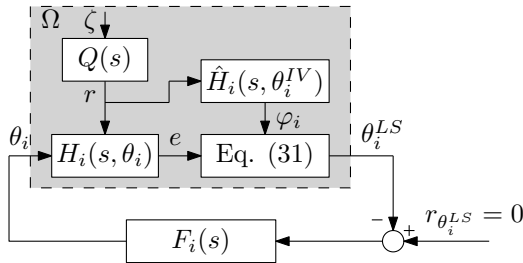 Ω ζ
Q(s)
r
Ĥ_i(s, θ_i^{IV})
φ_i
θ_i
H_i(s, θ_i)
e
Eq. (31)
θ_i^{LS}
− +
r_{θ_i^{LS}} = 0
F_i(s)